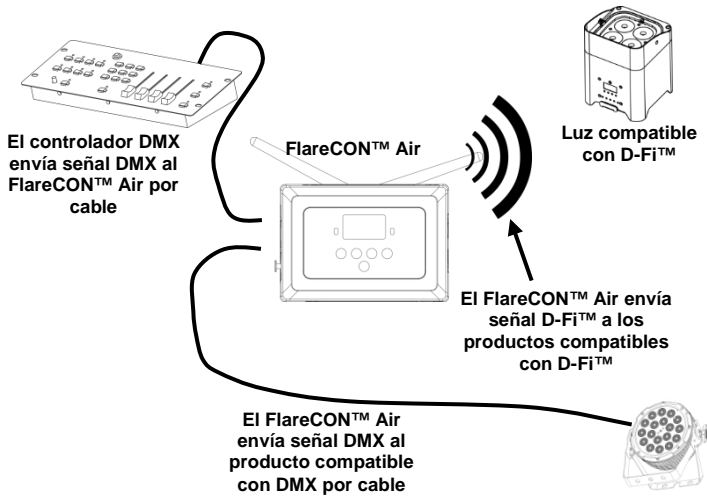 El controlador DMX
envía señal DMX al
FlareCON™ Air por
cable
FlareCON™ Air
Luz compatible
con D-Fi™
El FlareCON™ Air envía
señal D-Fi™ a los
productos compatibles
con D-Fi™
El FlareCON™ Air
envía señal DMX al
producto compatible
con DMX por cable